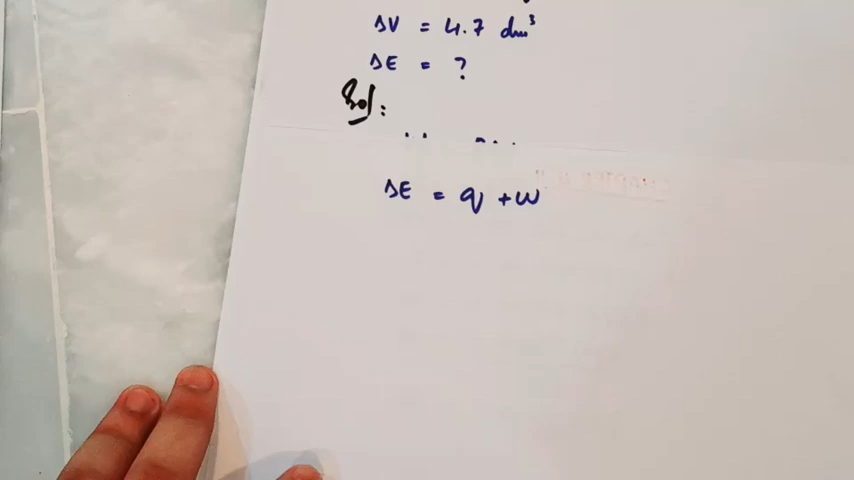 ΔV = 4.7 dm³
ΔE = ?
Sol:
ΔE = q + w